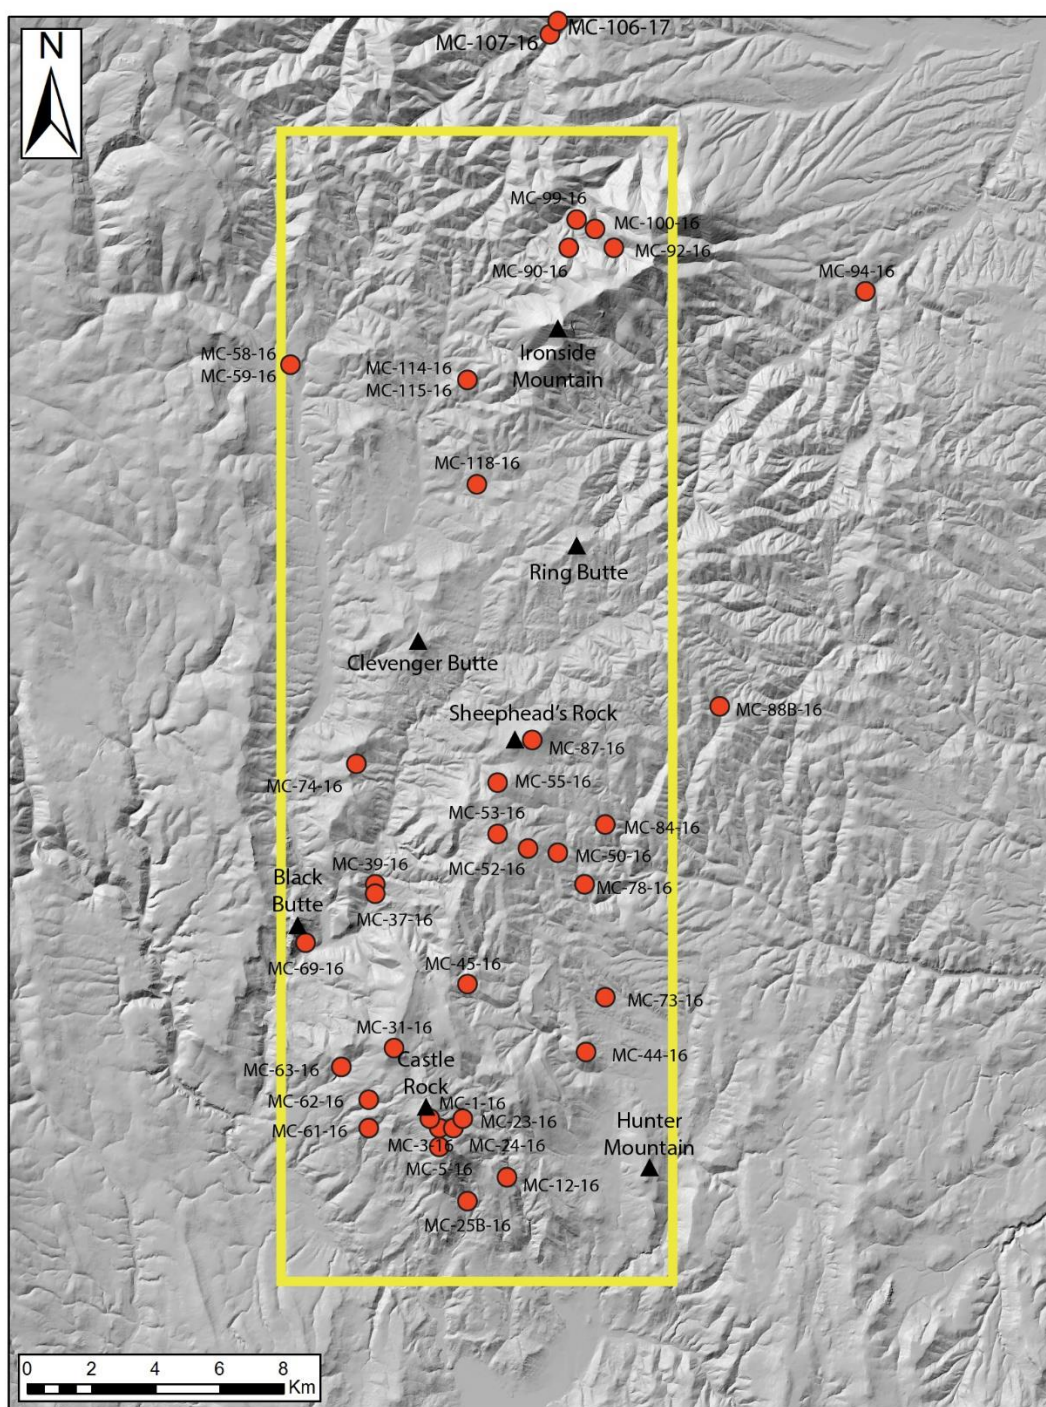 N
MC-106-17
MC-107-16
MC-99-16
MC-100-16
MC-90-16
MC-92-16
MC-94-16
Ironside
Mountain
MC-58-16
MC-59-16
MC-114-16
MC-115-16
MC-118-16
Ring Butte
Clevenger Butte
Sheephead's Rock
MC-88B-16
MC-87-16
MC-74-16
MC-55-16
MC-53-16
MC-84-16
MC-52-16
MC-50-16
MC-39-16
Black
Butte
MC-78-16
MC-37-16
MC-69-16
MC-45-16
MC-73-16
MC-31-16
MC-44-16
MC-63-16
Castle
Rock
MC-62-16
MC-1-16
MC-61-16
MC-23-16
MC-3-16
MC-24-16
MC-5-16
Hunter
Mountain
MC-12-16
MC-25B-16
0 2 4 6 8
Km